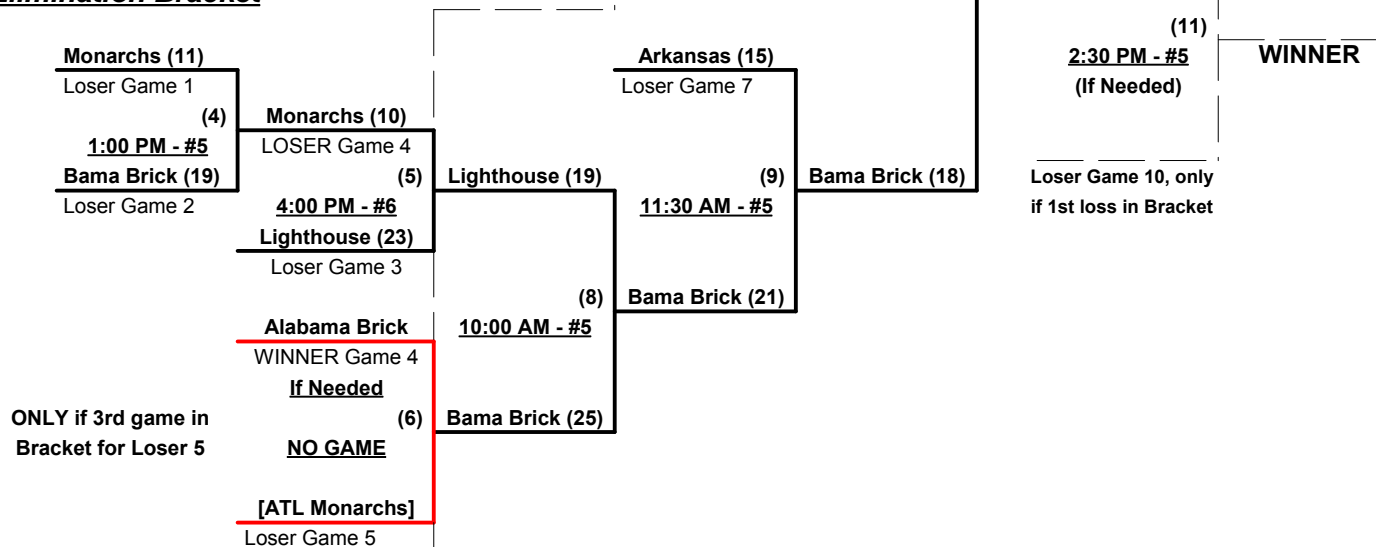 Elimination Bracket
Monarchs (11)
Loser Game 1
(4)
1:00 PM - #5
Bama Brick (19)
Loser Game 2
Monarchs (10)
LOSER Game 4
(5)
4:00 PM - #6
Lighthouse (23)
Loser Game 3
Alabama Brick
WINNER Game 4
If Needed
(6)
NO GAME
ONLY if 3rd game in
Bracket for Loser 5
[ATL Monarchs]
Loser Game 5
Lighthouse (19)
(8)
10:00 AM - #5
Bama Brick (25)
Arkansas (15)
Loser Game 7
(9)
11:30 AM - #5
Bama Brick (21)
Bama Brick (18)
(11)
2:30 PM - #5
(If Needed)
WINNER
Loser Game 10, only
if 1st loss in Bracket